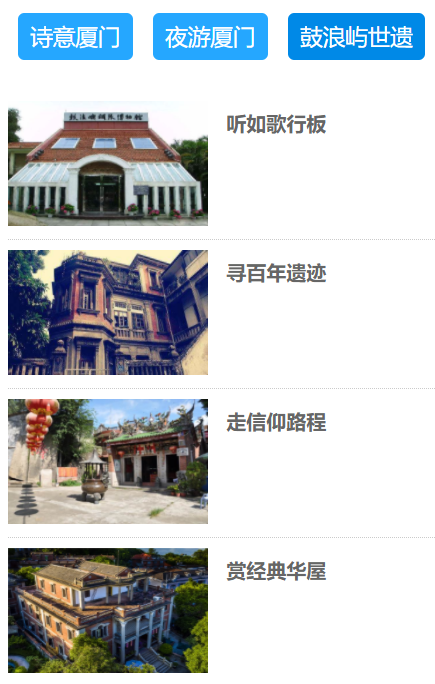 诗意厦门
夜游厦门
鼓浪屿世遗
听如歌行板
寻百年遗迹
走信仰路程
赏经典华屋